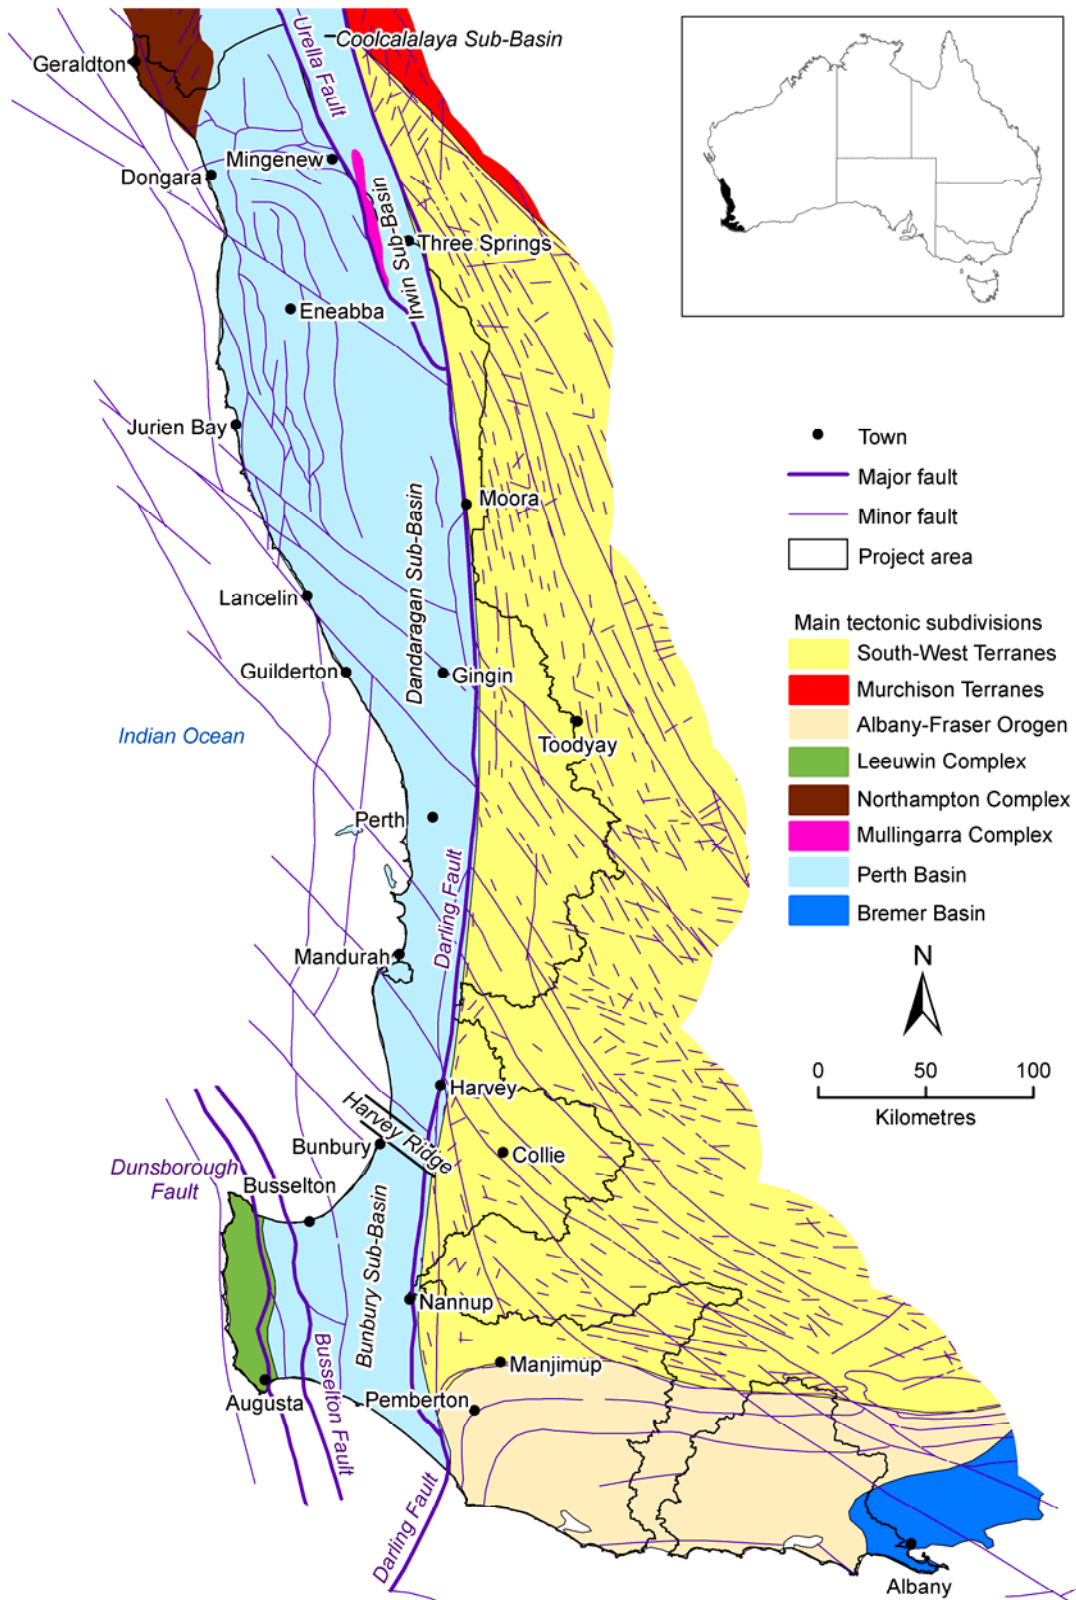 Coolcalalaya Sub-Basin
Urella Fault
Geraldton
Mingenew
Dongara
Irwin Sub-Basin
Three Springs
Eneabba
Jurien Bay
Moora
Dandaragan Sub-Basin
Lancelin
Guilderton
Gingin
Indian Ocean
Toodyay
Perth
Darling Fault
Mandurah
Harvey
Harvey Ridge
Bunbury
Collie
Dunsborough
Fault
Busselton
Bunbury Sub-Basin
Nannup
Busselton Fault
Manjimup
Augusta
Pemberton
Darling Fault
Albany
Town
Major fault
Minor fault
Project area
Main tectonic subdivisions
South-West Terranes
Murchison Terranes
Albany-Fraser Orogen
Leeuwin Complex
Northampton Complex
Mullingarra Complex
Perth Basin
Bremer Basin
N
0 50 100
Kilometres